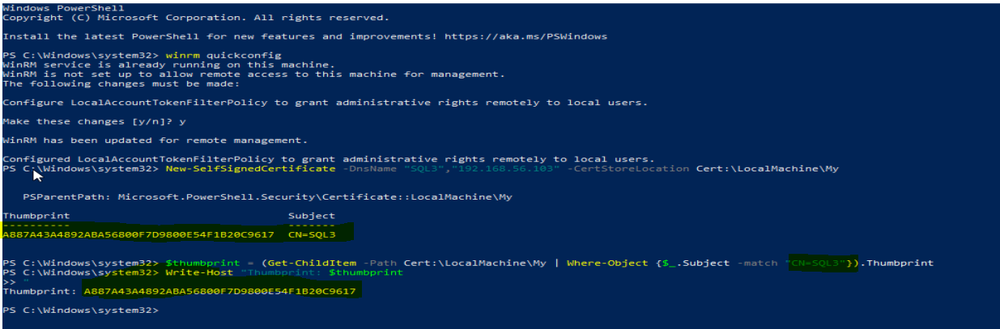 Windows PowerShell
Copyright (C) Microsoft Corporation. All rights reserved.
Install the latest PowerShell for new features and improvements! https://aka.ms/PSWindows
PS C:\Windows\system32> winrm quickconfig
WinRM service is already running on this machine.
WinRM is not set up to allow remote access to this machine for management.
The following changes must be made:
Configure LocalAccountTokenFilterPolicy to grant administrative rights remotely to local users.
Make these changes [y/n]? y
WinRM has been updated for remote management.
Configured LocalAccountTokenFilterPolicy to grant administrative rights remotely to local users.
PS C:\Windows\system32> New-SelfSignedCertificate -DnsName "SQL3","192.168.56.103" -CertStoreLocation Cert:\LocalMachine\My
PSParentPath: Microsoft.PowerShell.Security\Certificate::LocalMachine\My
Thumbprint Subject
---------- -------
A887A43A4892ABA56800F7D9800E54F1B20C9617 CN=SQL3
PS C:\Windows\system32> $thumbprint = (Get-ChildItem -Path Cert:\LocalMachine\My | Where-Object {$_.Subject -match "CN=SQL3"}).Thumbprint
PS C:\Windows\system32> Write-Host "Thumbprint: $thumbprint
>> "
Thumbprint: A887A43A4892ABA56800F7D9800E54F1B20C9617
PS C:\Windows\system32>